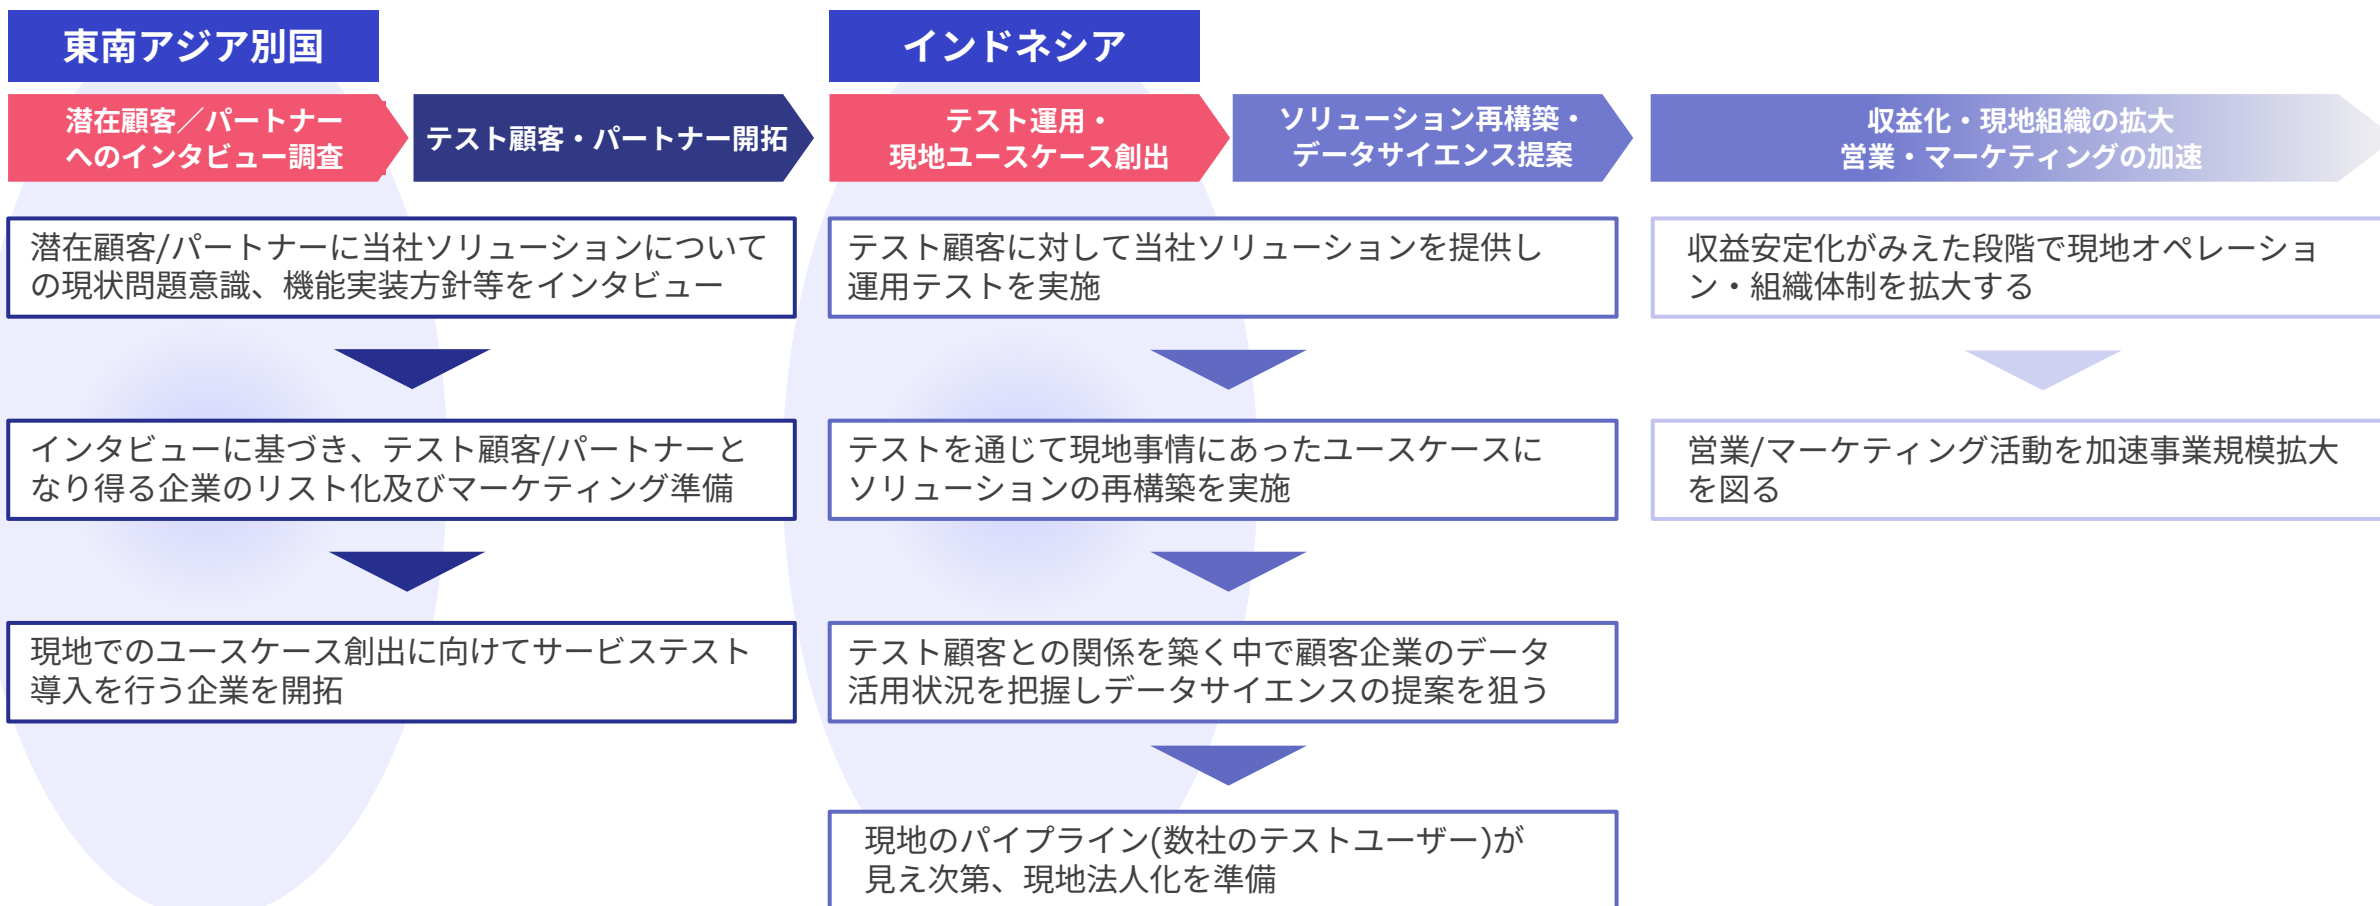 東南アジア別国
インドネシア
潜在顧客／パートナー
へのインタビュー調査
テスト顧客・パートナー開拓
テスト運用・
現地ユースケース創出
ソリューション再構築・
データサイエンス提案
収益化・現地組織の拡大
営業・マーケティングの加速
潜在顧客/パートナーに当社ソリューションについて
の現状問題意識、機能実装方針等をインタビュー
インタビューに基づき、テスト顧客/パートナーと
なり得る企業のリスト化及びマーケティング準備
現地でのユースケース創出に向けてサービステスト
導入を行う企業を開拓
テスト顧客に対して当社ソリューションを提供し
運用テストを実施
テストを通じて現地事情にあったユースケースに
ソリューションの再構築を実施
テスト顧客との関係を築く中で顧客企業のデータ
活用状況を把握しデータサイエンスの提案を狙う
現地のパイプライン(数社のテストユーザー)が
見え次第、現地法人化を準備
収益安定化がみえた段階で現地オペレーショ
ン・組織体制を拡大する
営業/マーケティング活動を加速事業規模拡大
を図る